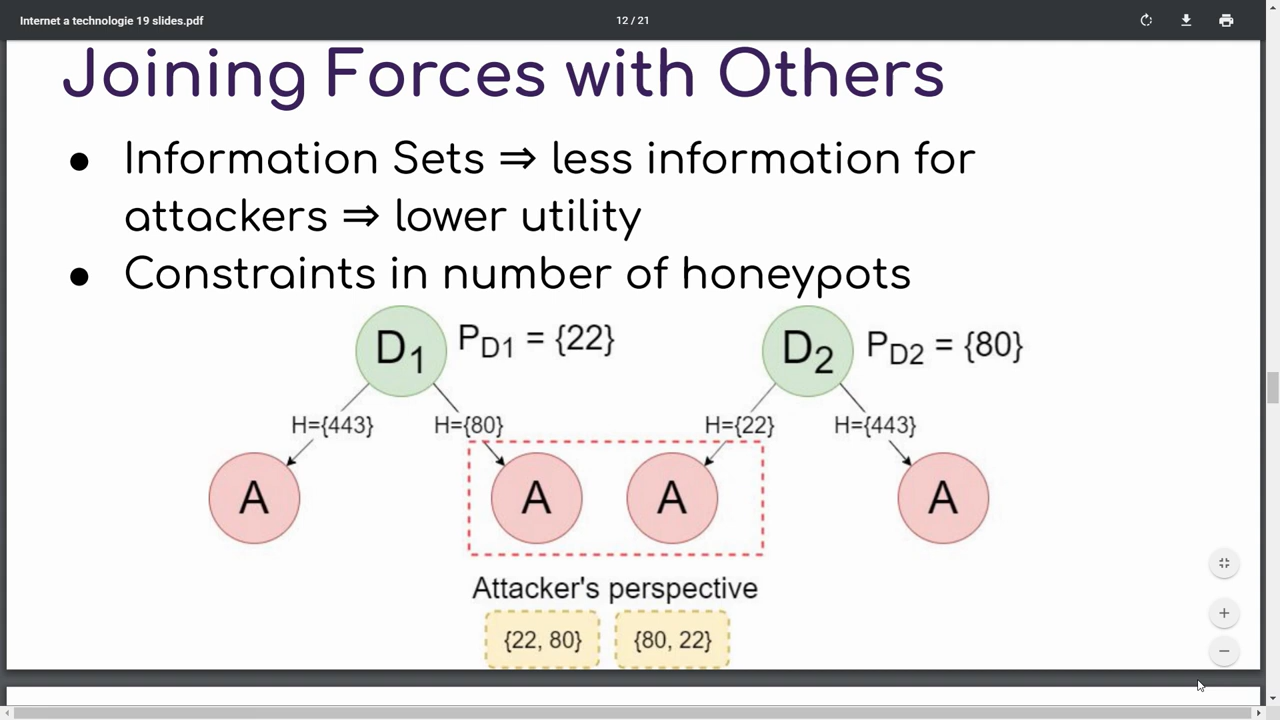 Internet a technologie 19 slides.pdf
12 / 21
Joining Forces with Others
● Information Sets ⇒ less information for
attackers ⇒ lower utility
● Constraints in number of honeypots
D1 PD1 = {22} D2 PD2 = {80}
H={443} H={80} H={22} H={443}
A A A A
Attacker's perspective
{22, 80} {80, 22}